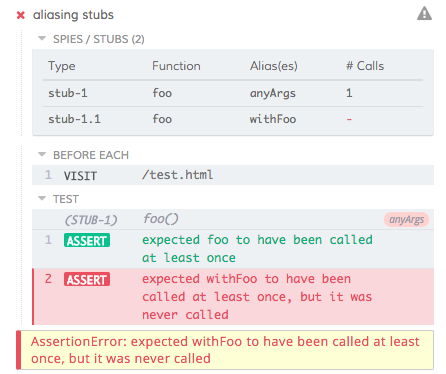 ✖ aliasing stubs
SPIES / STUBS (2)
Type Function Alias(es) # Calls
stub-1 foo anyArgs 1
stub-1.1 foo withFoo -
BEFORE EACH
1 VISIT /test.html
TEST
(STUB-1) foo() anyArgs
1 ASSERT expected foo to have been called
at least once
2 ASSERT expected withFoo to have been
called at least once, but it was
never called
AssertionError: expected withFoo to have been called at least
once, but it was never called